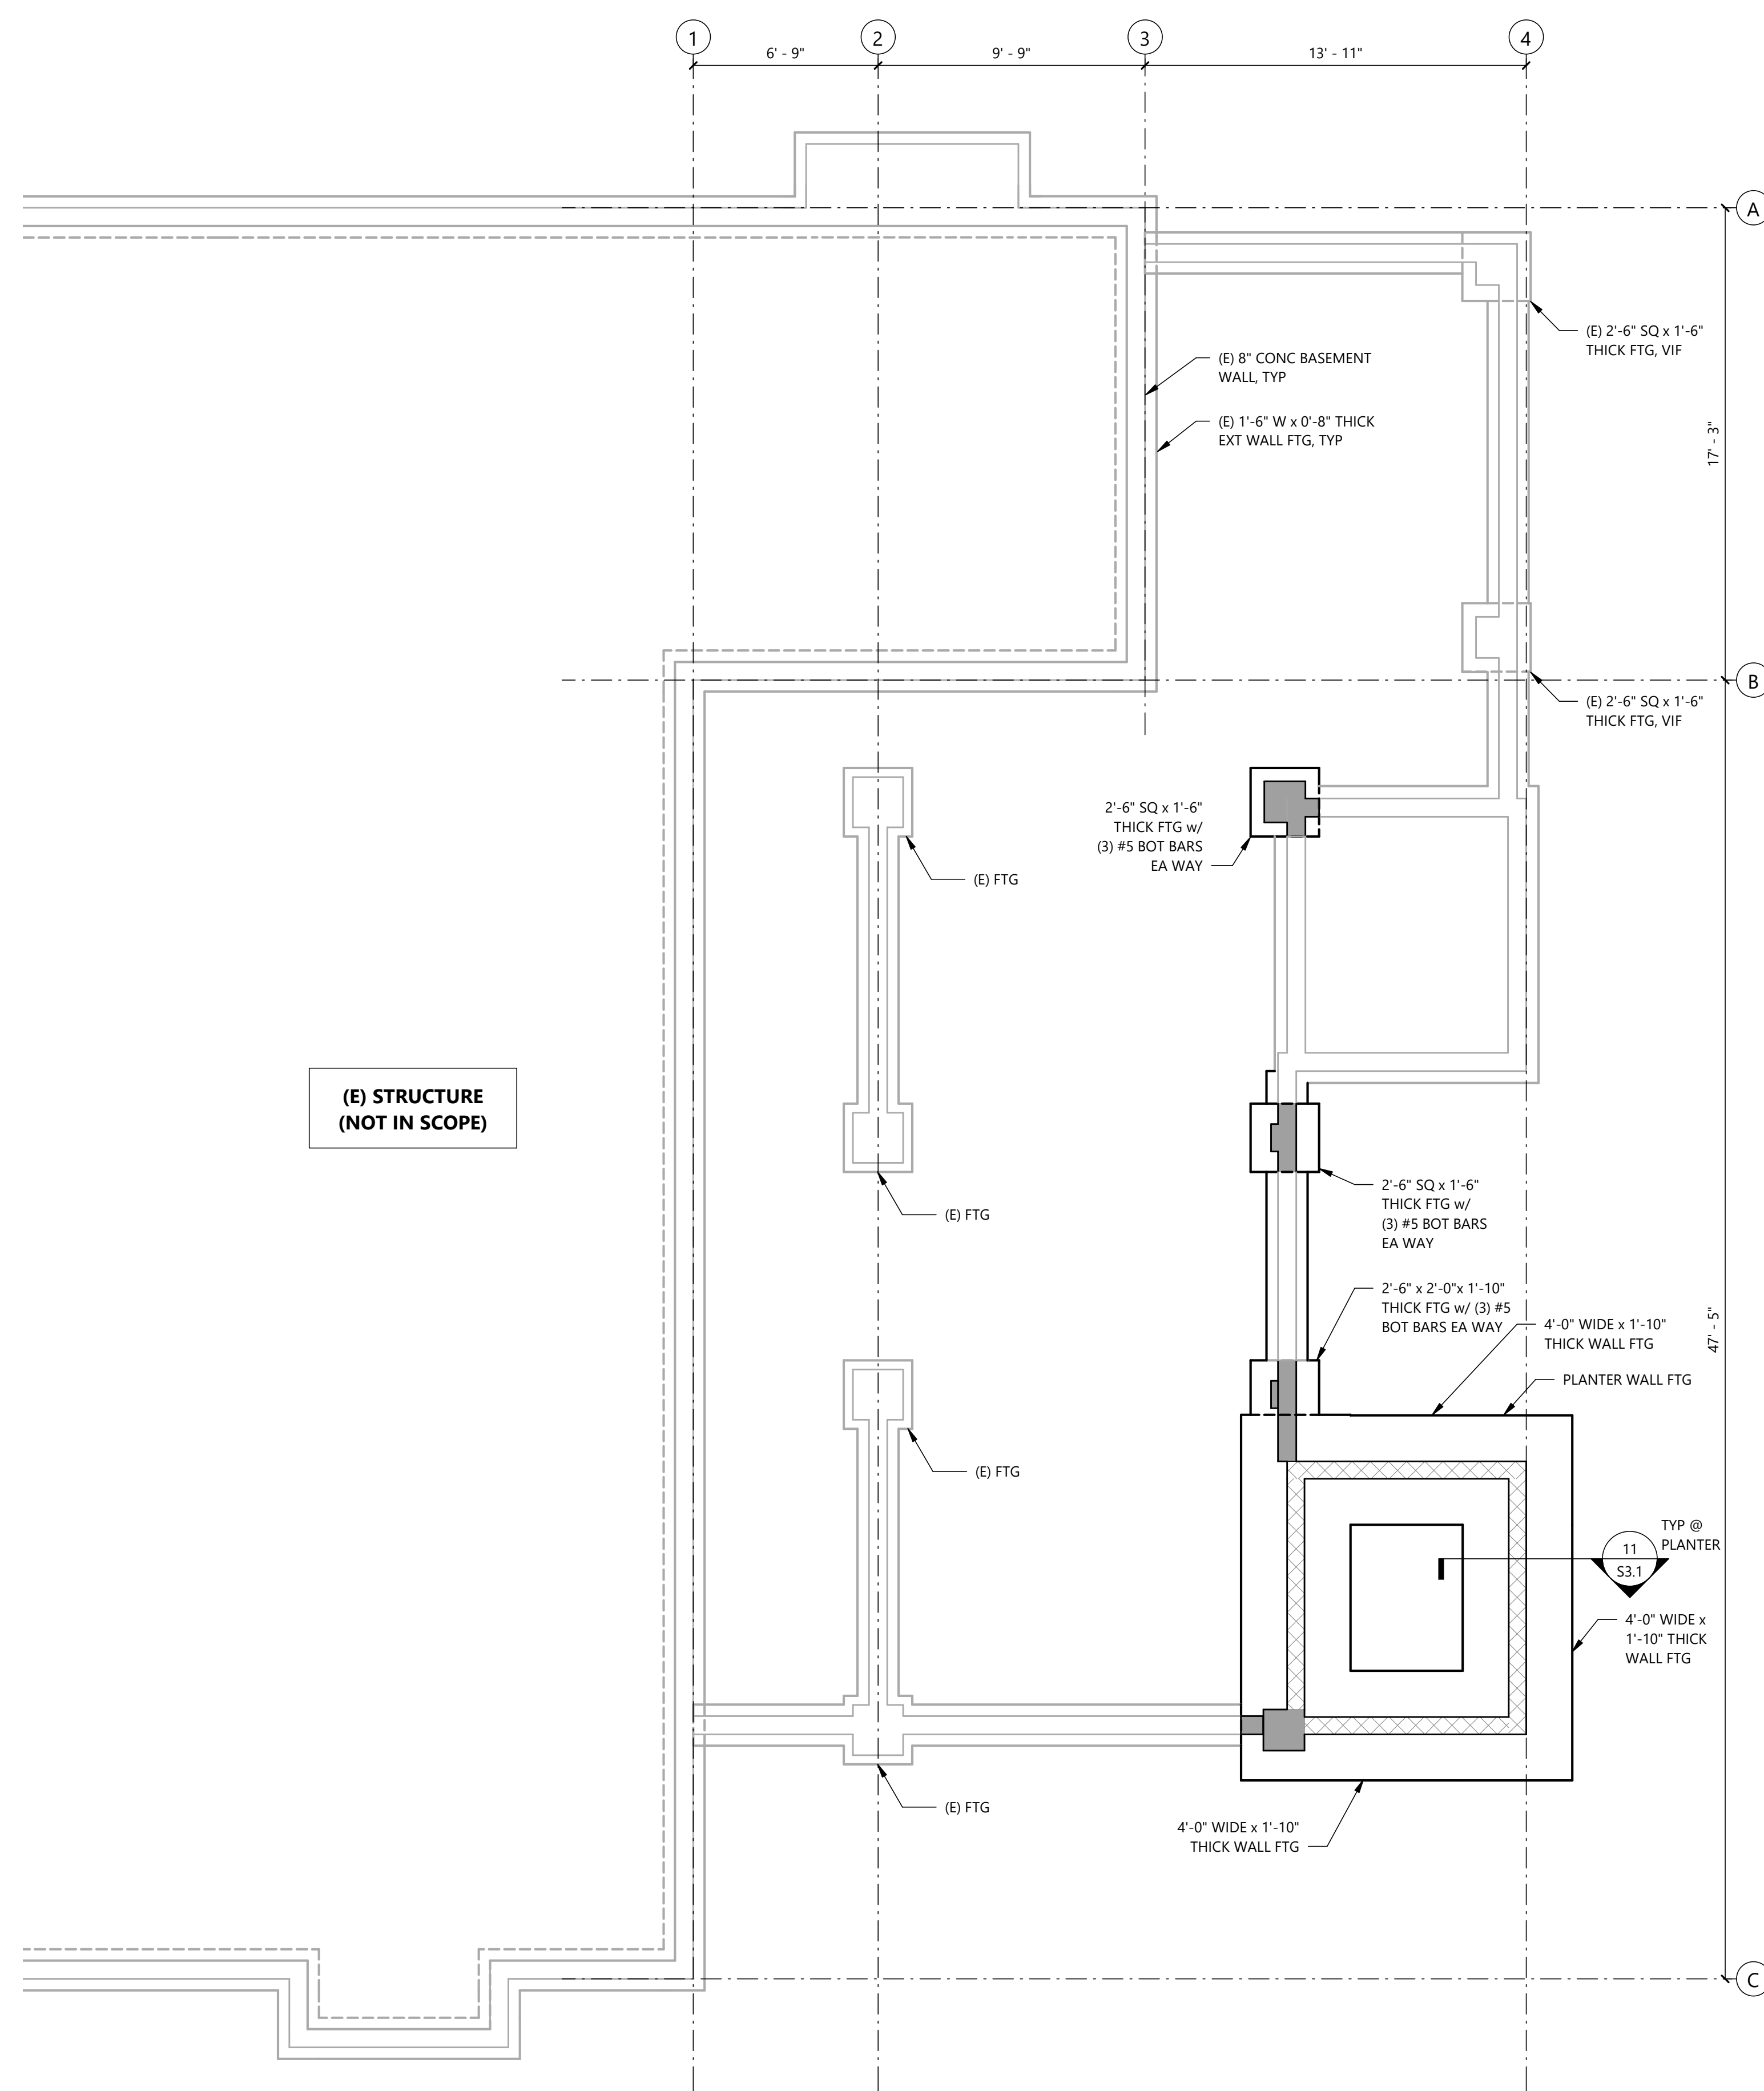 1
2
3
4
6' - 9"
9' - 9"
13' - 11"
A
(E) 2'-6" SQ x 1'-6"
THICK FTG, VIF
(E) 8" CONC BASEMENT
WALL, TYP
(E) 1'-6" W x 0'-8" THICK
EXT WALL FTG, TYP
17' - 3"
B
(E) 2'-6" SQ x 1'-6"
THICK FTG, VIF
2'-6" SQ x 1'-6"
THICK FTG w/
(3) #5 BOT BARS
EA WAY
(E) FTG
(E) STRUCTURE
(NOT IN SCOPE)
(E) FTG
2'-6" SQ x 1'-6"
THICK FTG w/
(3) #5 BOT BARS
EA WAY
2'-6" x 2'-0"x 1'-10"
THICK FTG w/ (3) #5
BOT BARS EA WAY
4'-0" WIDE x 1'-10"
THICK WALL FTG
47' - 5"
PLANTER WALL FTG
(E) FTG
TYP @
PLANTER
11
S3.1
4'-0" WIDE x
1'-10" THICK
WALL FTG
(E) FTG
4'-0" WIDE x 1'-10"
THICK WALL FTG
C